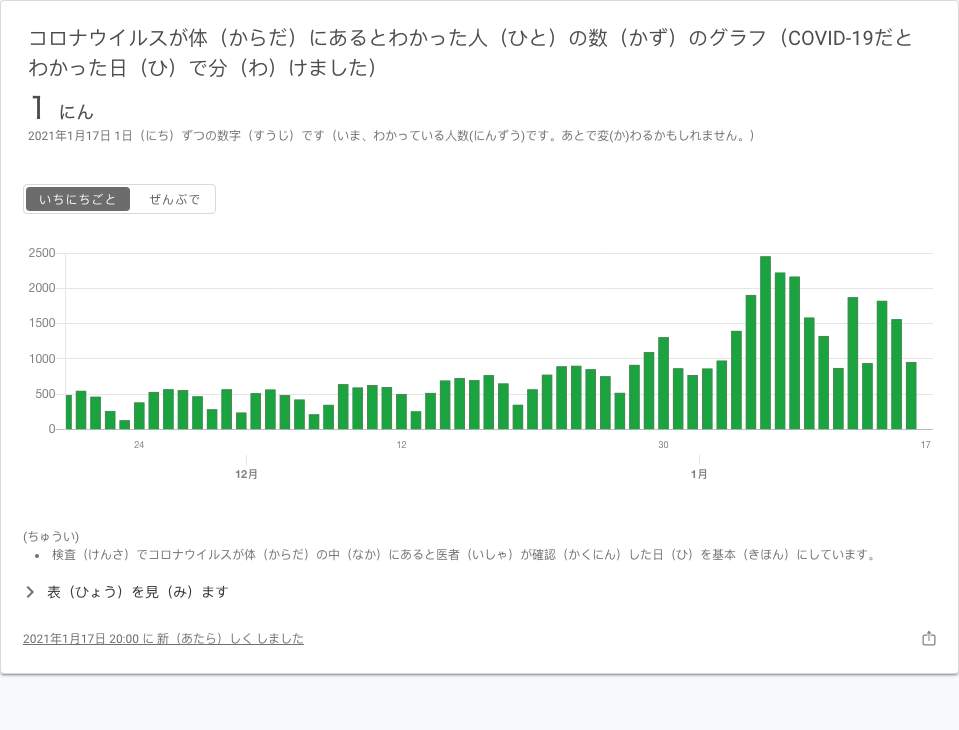 コロナウイルスが体（からだ）にあるとわかった人（ひと）の数（かず）のグラフ（COVID-19だと
わかった日（ひ）で分（わ）けました）
1 にん
2021年1月17日 1日（にち）ずつの数字（すうじ）です（いま、わかっている人数(にんずう)です。あとで変(か)わるかもしれません。）
いちにちごと ぜんぶで
2500
2000
1500
1000
500
0
24 12 30 17
12月 1月
(ちゅうい)
• 検査（けんさ）でコロナウイルスが体（からだ）の中（なか）にあると医者（いしゃ）が確認（かくにん）した日（ひ）を基本（きほん）にしています。
表（ひょう）を見（み）ます
2021年1月17日 20:00 に 新（あたら）しく しました